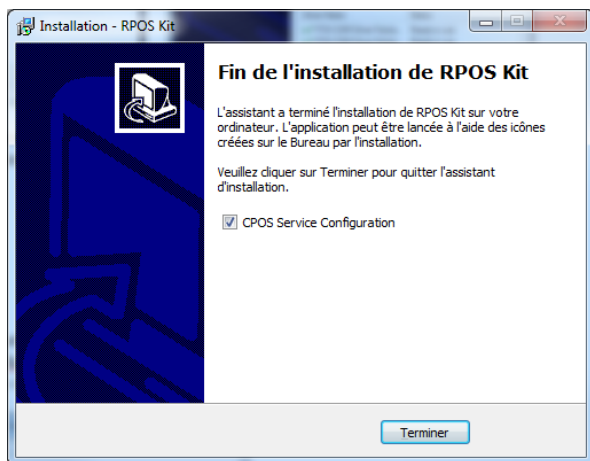 Installation - RPOS Kit
Fin de l'installation de RPOS Kit
L'assistant a terminé l'installation de RPOS Kit sur votre
ordinateur. L'application peut être lancée à l'aide des icônes
créées sur le Bureau par l'installation.
Veuillez cliquer sur Terminer pour quitter l'assistant
d'installation.
CPOS Service Configuration
Terminer